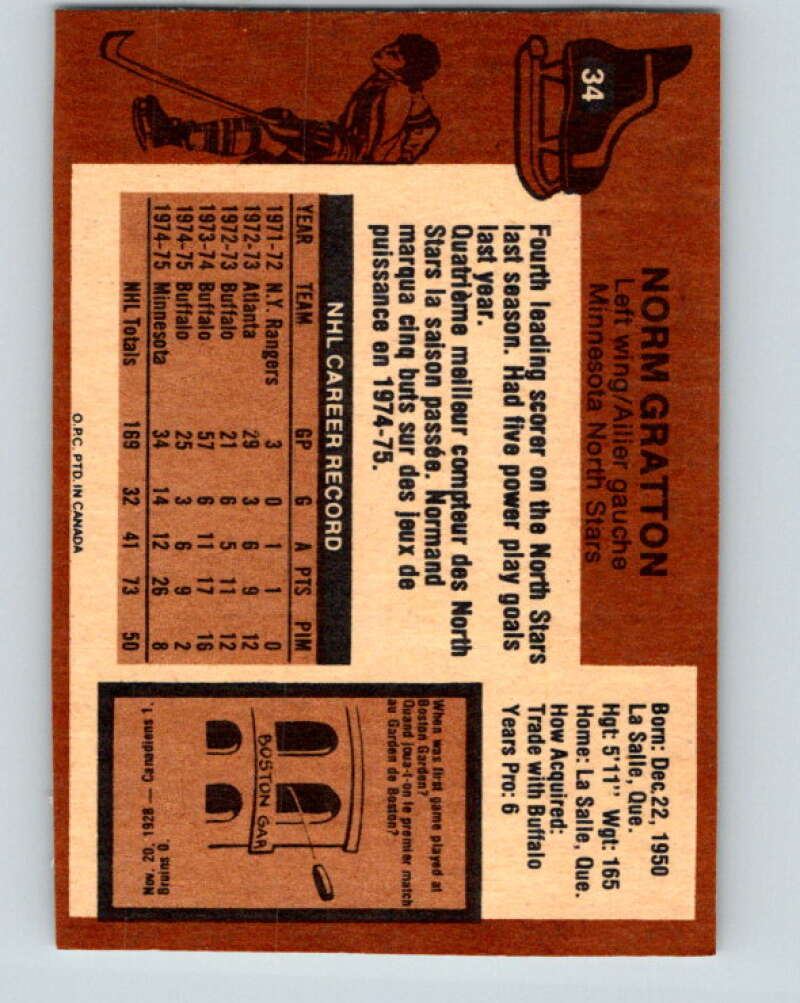 34
NORM GRATTON
Left wing/Ailier gauche
Minnesota North Stars
Born: Dec. 22, 1950
La Salle, Que.
Hgt: 5'11" Wgt: 165
Home: La Salle, Que.
How Acquired:
Trade with Buffalo
Years Pro: 6
Fourth leading scorer on the North Stars
last season. Had five power play goals
last year.
Quatrième meilleur compteur des North
Stars la saison passée. Normand
marqua cinq buts sur des jeux de
puissance en 1974-75.
NHL CAREER RECORD
YEAR TEAM GP G A PTS PIM
1971-72 N.Y. Rangers 3 0 1 1 0
1972-73 Atlanta 29 3 6 9 12
1972-73 Buffalo 21 6 5 11 12
1973-74 Buffalo 57 6 11 17 16
1974-75 Buffalo 25 3 6 9 2
1974-75 Minnesota 34 14 12 26 8
NHL Totals 169 32 41 73 50
When was first game played at
Boston Garden?
Quand joua-t-on le premier match
au Garden de Boston?
BOSTON GAR
Nov. 20, 1928 — Canadiens 1,
Bruins 0.
O.P.C. PTD. IN CANADA